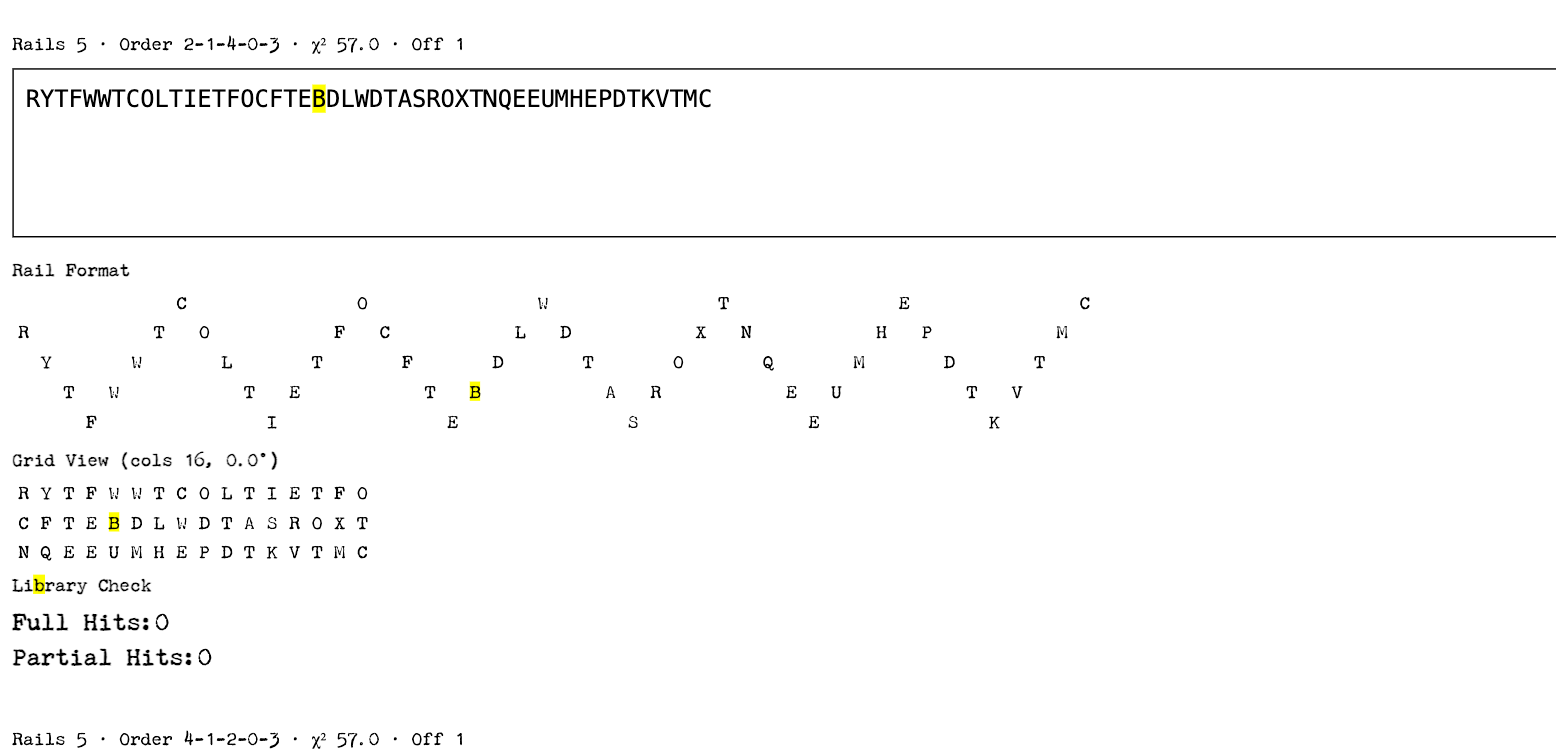 Rails 5 · Order 2-1-4-0-3 · χ² 57.0 · Off 1
RYTFWWTCOLTIETFOCFTEBDLWDTASROXTNQEEUMHEPDTKVTMC
Rail Format
C O W T E C
R T O F C L D X N H P M
Y W L T F D T O Q M D T
T W T E T B A R E U T V
F I E S E K
Grid View (cols 16, 0.0°)
R Y T F W W T C O L T I E T F O
C F T E B D L W D T A S R O X T
N Q E E U M H E P D T K V T M C
Library Check
Full Hits:0
Partial Hits:0
Rails 5 · Order 4-1-2-0-3 · χ² 57.0 · Off 1